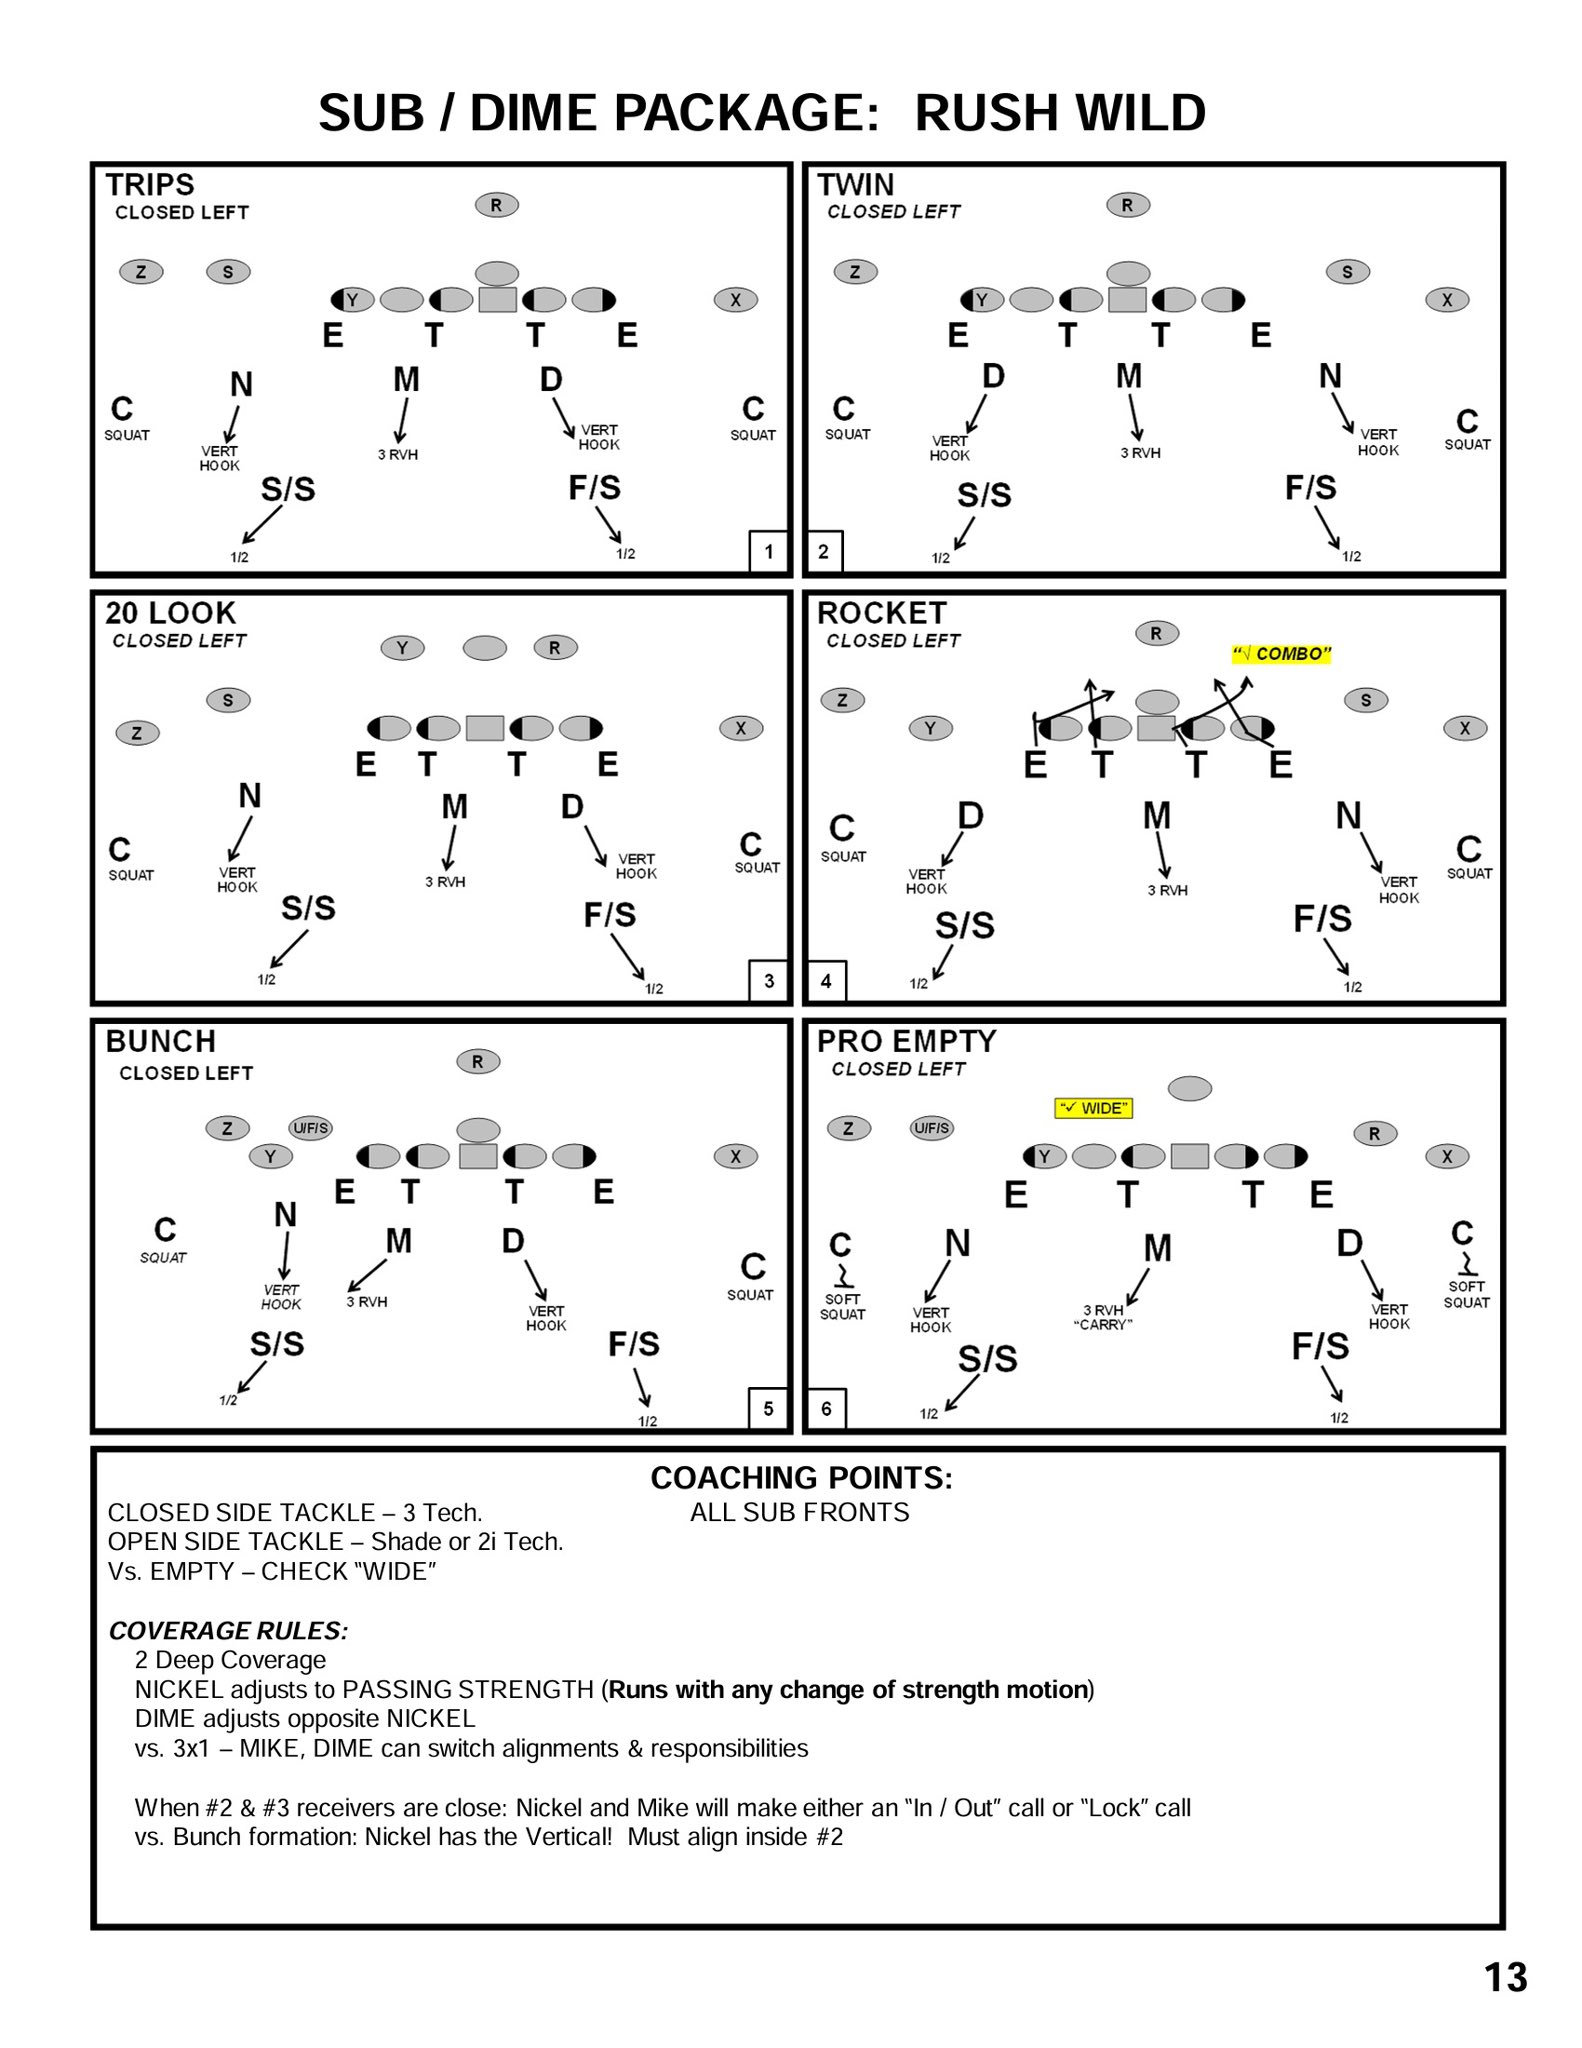 SUB / DIME PACKAGE: RUSH WILD
TRIPS
CLOSED LEFT
R
Z S
Y X
E T T E
N M D
C C
SQUAT SQUAT
VERT HOOK
3 RVH
VERT HOOK
S/S F/S
1/2 1/2
1
TWIN
CLOSED LEFT
R
Z S
Y X
E T T E
D M N
C C
SQUAT SQUAT
VERT HOOK
3 RVH
VERT HOOK
S/S F/S
1/2 1/2
2
20 LOOK
CLOSED LEFT
Y R
S
Z X
E T T E
N M D
C C
SQUAT SQUAT
VERT HOOK
3 RVH
VERT HOOK
S/S F/S
1/2 1/2
3
ROCKET
CLOSED LEFT
R
"√ COMBO"
Z S
Y X
E T T E
D M N
C C
SQUAT SQUAT
VERT HOOK
3 RVH
VERT HOOK
S/S F/S
1/2 1/2
4
BUNCH
CLOSED LEFT
R
Z U/F/S
Y X
E T T E
N M D
C C
SQUAT SQUAT
VERT HOOK
3 RVH
VERT HOOK
S/S F/S
1/2 1/2
5
PRO EMPTY
CLOSED LEFT
"✓ WIDE"
Z U/F/S R
Y X
E T T E
C N M D C
SOFT SQUAT
VERT HOOK
3 RVH
"CARRY"
VERT HOOK
SOFT SQUAT
S/S F/S
1/2 1/2
6
COACHING POINTS:
CLOSED SIDE TACKLE – 3 Tech. ALL SUB FRONTS
OPEN SIDE TACKLE – Shade or 2i Tech.
Vs. EMPTY – CHECK "WIDE"
COVERAGE RULES:
2 Deep Coverage
NICKEL adjusts to PASSING STRENGTH (Runs with any change of strength motion)
DIME adjusts opposite NICKEL
vs. 3x1 – MIKE, DIME can switch alignments & responsibilities
When #2 & #3 receivers are close: Nickel and Mike will make either an "In / Out" call or "Lock" call
vs. Bunch formation: Nickel has the Vertical! Must align inside #2
13